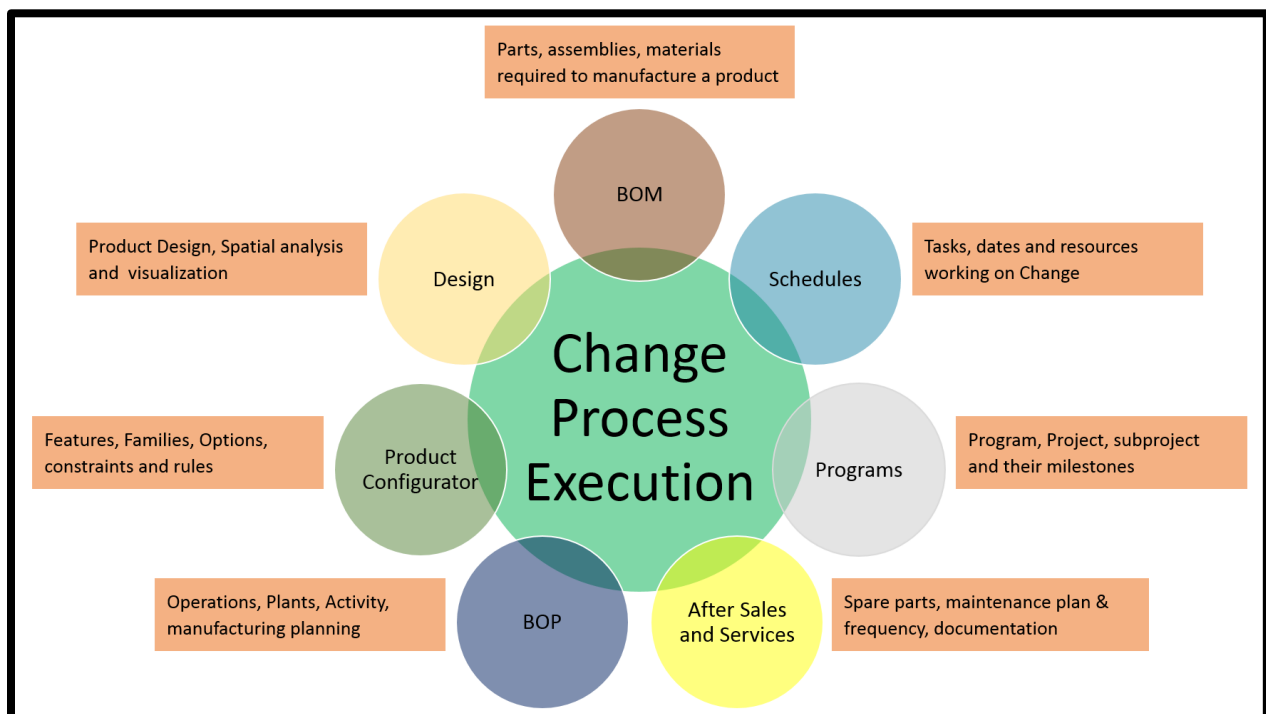 Parts, assemblies, materials
required to manufacture a product
BOM
Design
Product Design, Spatial analysis
and  visualization
Schedules
Tasks, dates and resources
working on Change
Change
Process
Execution
Product
Configurator
Features, Families, Options,
constraints and rules
Programs
Program, Project, subproject
and their milestones
BOP
Operations, Plants, Activity,
manufacturing planning
After Sales
and Services
Spare parts, maintenance plan &
frequency, documentation